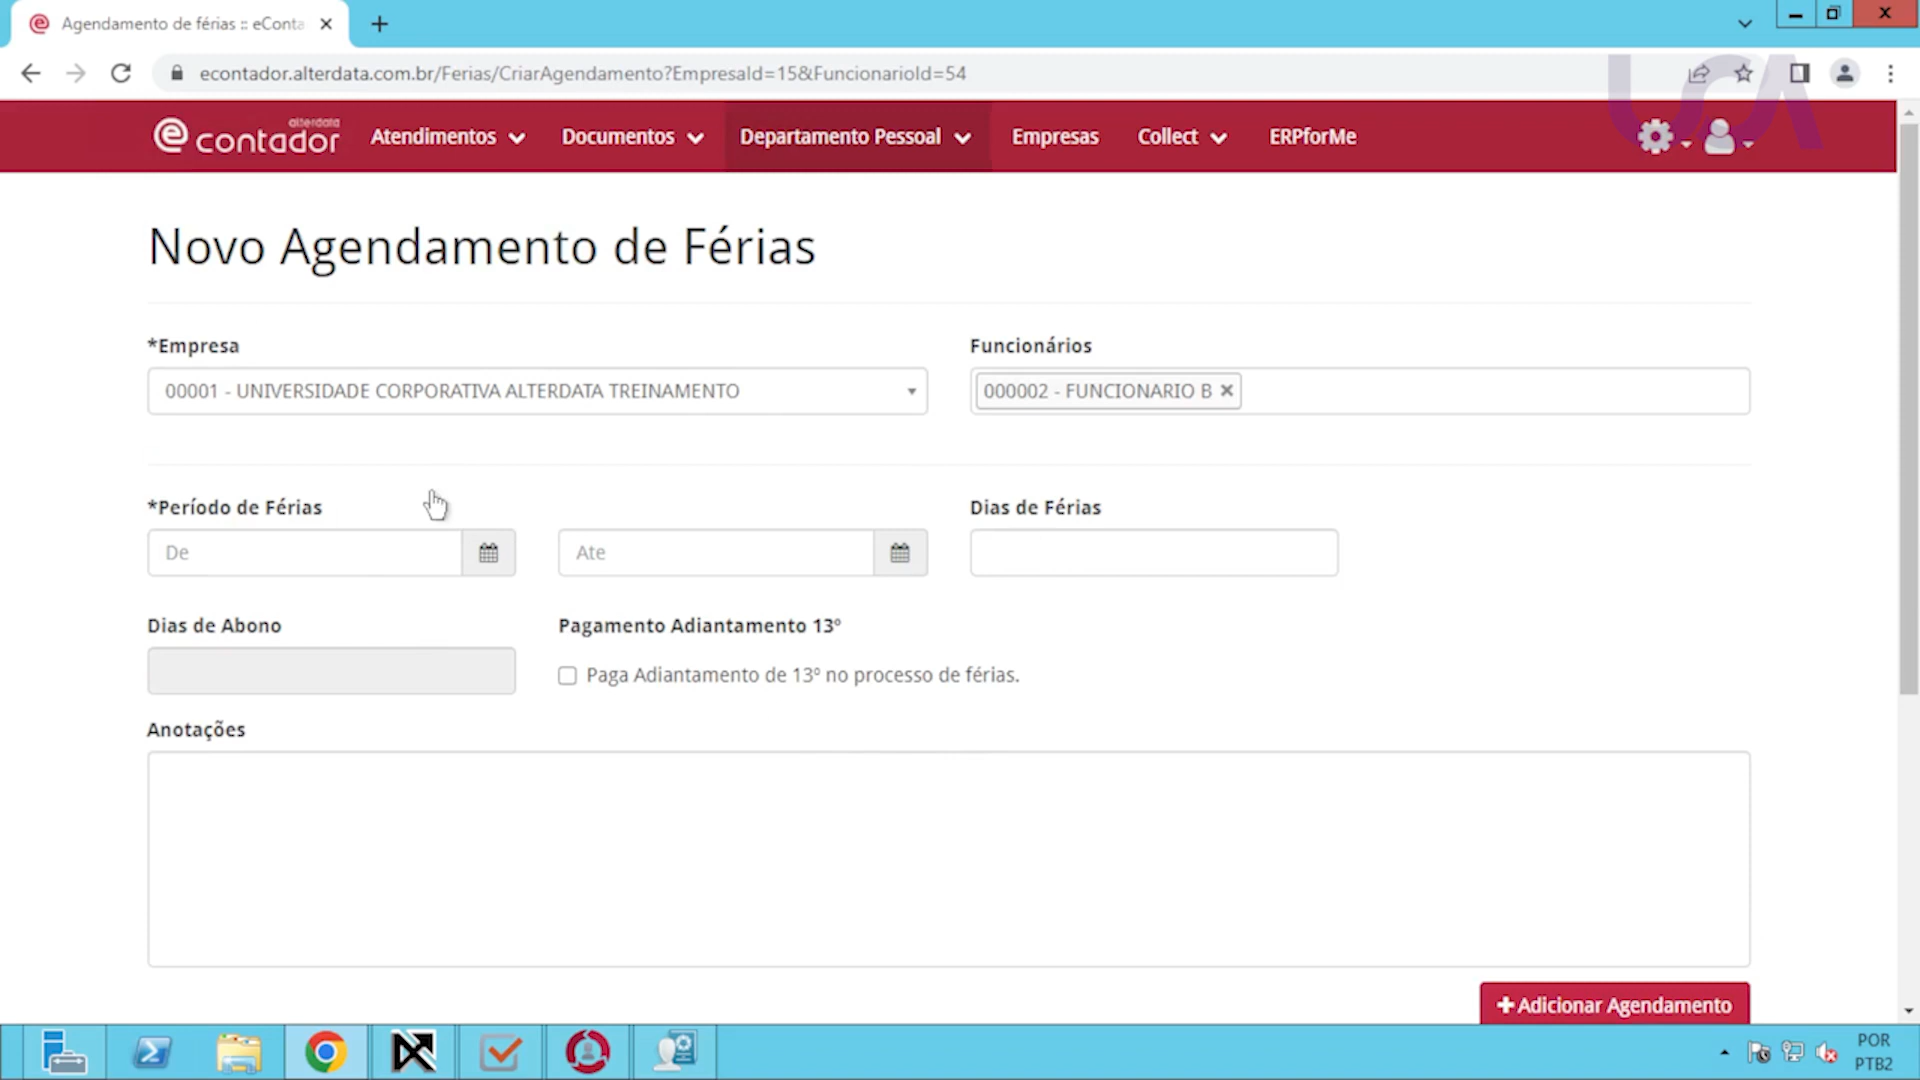 Agendamento de férias :: eConta
econtador.alterdata.com.br/Ferias/CriarAgendamento?EmpresaId=15&FuncionarioId=54
UCA
alterdata
e contador
Atendimentos
Documentos
Departamento Pessoal
Empresas
Collect
ERPforMe
Novo Agendamento de Férias
*Empresa
Funcionários
00001 - UNIVERSIDADE CORPORATIVA ALTERDATA TREINAMENTO
000002 - FUNCIONARIO B ×
*Período de Férias
Dias de Férias
De
Ate
Dias de Abono
Pagamento Adiantamento 13º
Paga Adiantamento de 13º no processo de férias.
Anotações
+Adicionar Agendamento
POR
PTB2